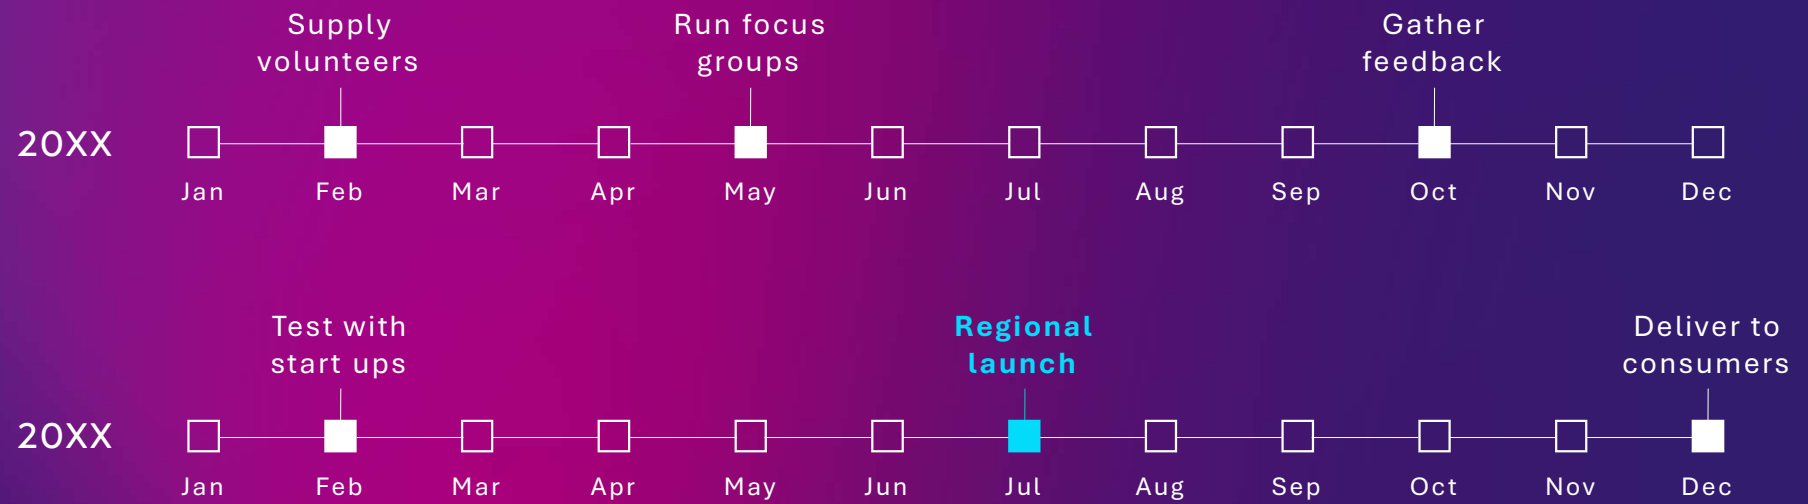 Supply
volunteers
Run focus
groups
Gather
feedback
20XX
Jan Feb Mar Apr May Jun Jul Aug Sep Oct Nov Dec
Test with
start ups
Regional
launch
Deliver to
consumers
20XX
Jan Feb Mar Apr May Jun Jul Aug Sep Oct Nov Dec